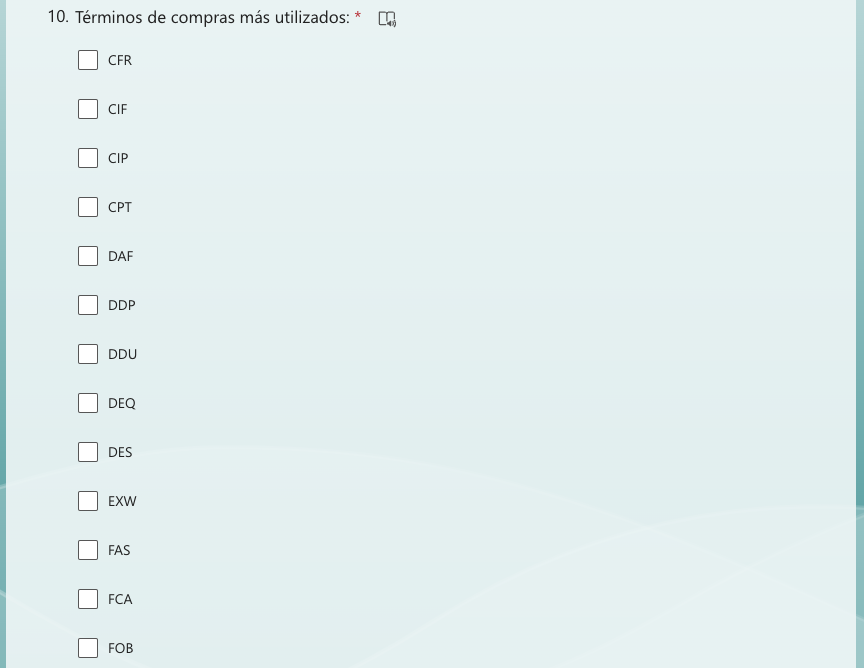 10. Términos de compras más utilizados: *
CFR
CIF
CIP
CPT
DAF
DDP
DDU
DEQ
DES
EXW
FAS
FCA
FOB